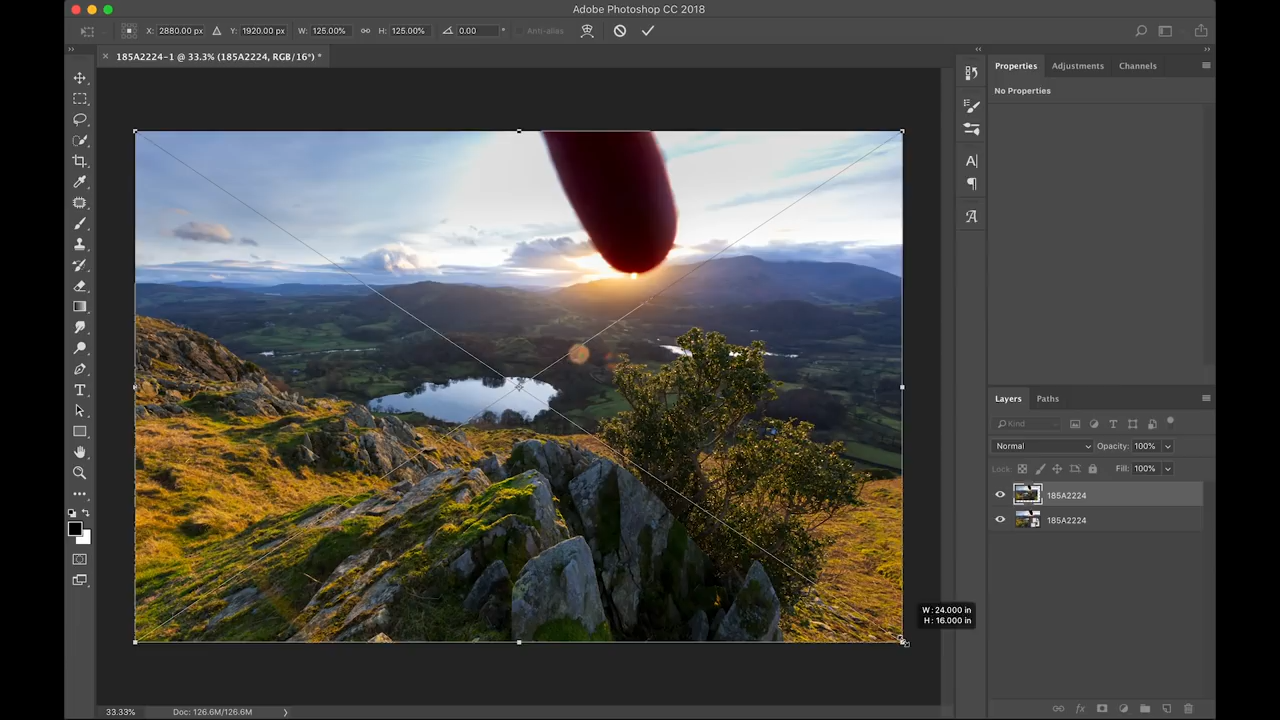 Adobe Photoshop CC 2018
X: 2880.00 px Y: 1920.00 px W: 125.00% H: 125.00% 0.00 ° Anti-alias
185A2224-1 @ 33.3% (185A2224, RGB/16*) *
Properties Adjustments Channels
No Properties
Layers Paths
Kind
Normal Opacity: 100%
Lock: Fill: 100%
185A2224
185A2224
W: 24.000 in
H: 16.000 in
33.33% Doc: 126.6M/126.6M